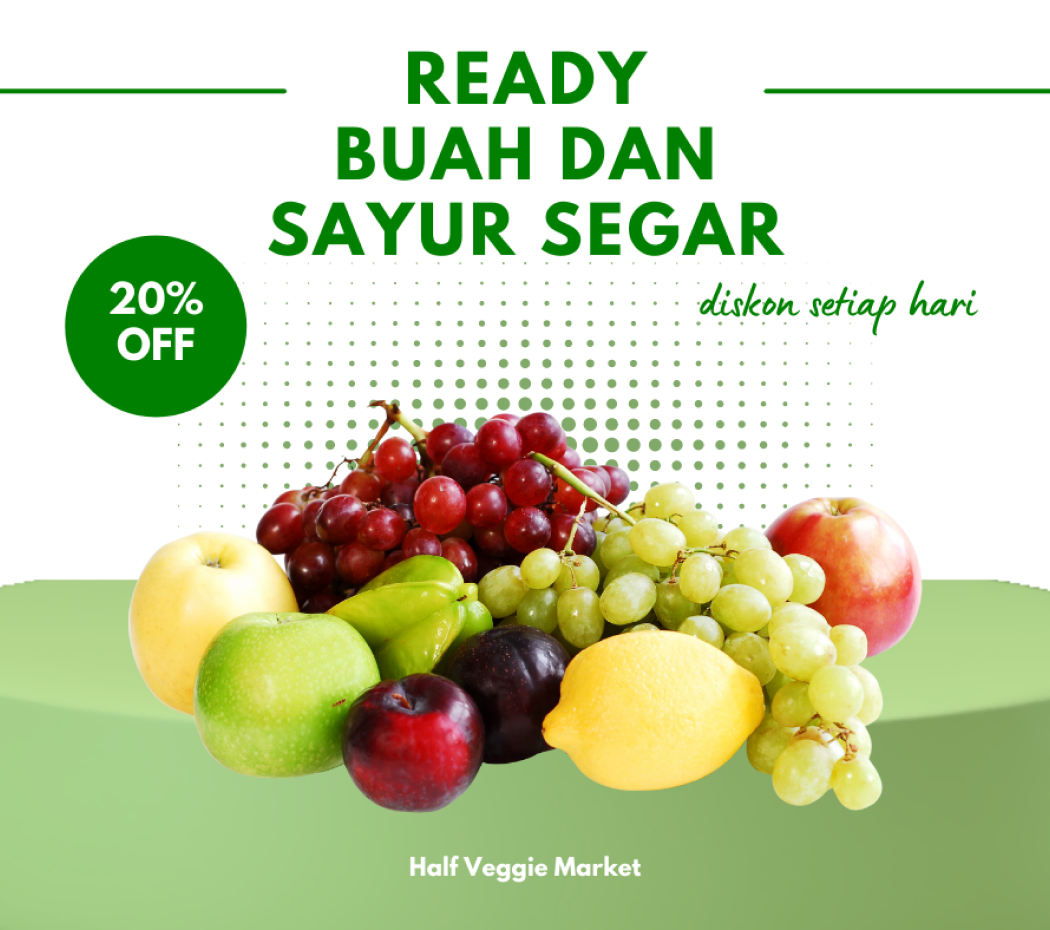 READY
BUAH DAN
SAYUR SEGAR
20%
OFF
diskon setiap hari
Half Veggie Market